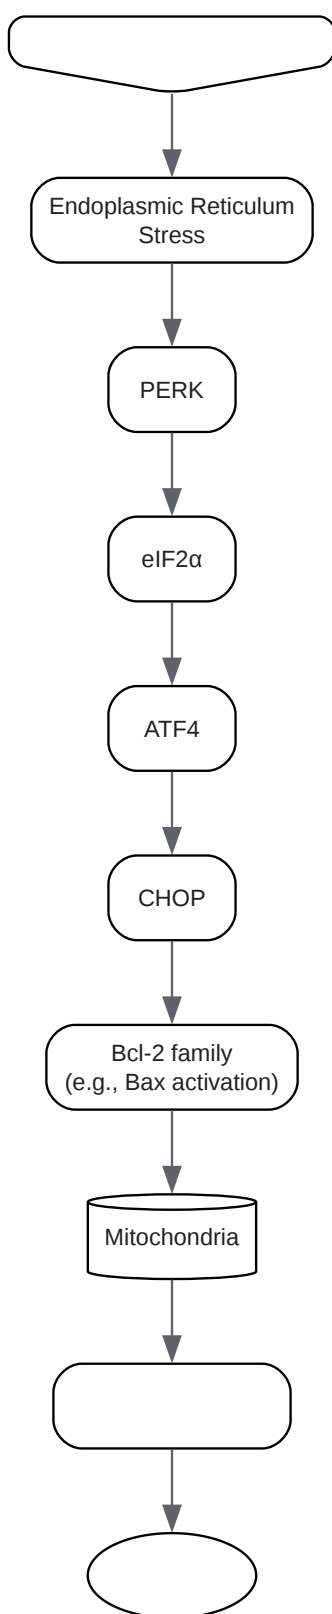 Endoplasmic Reticulum
Stress
PERK
eIF2α
ATF4
CHOP
Bcl-2 family
(e.g., Bax activation)
Mitochondria